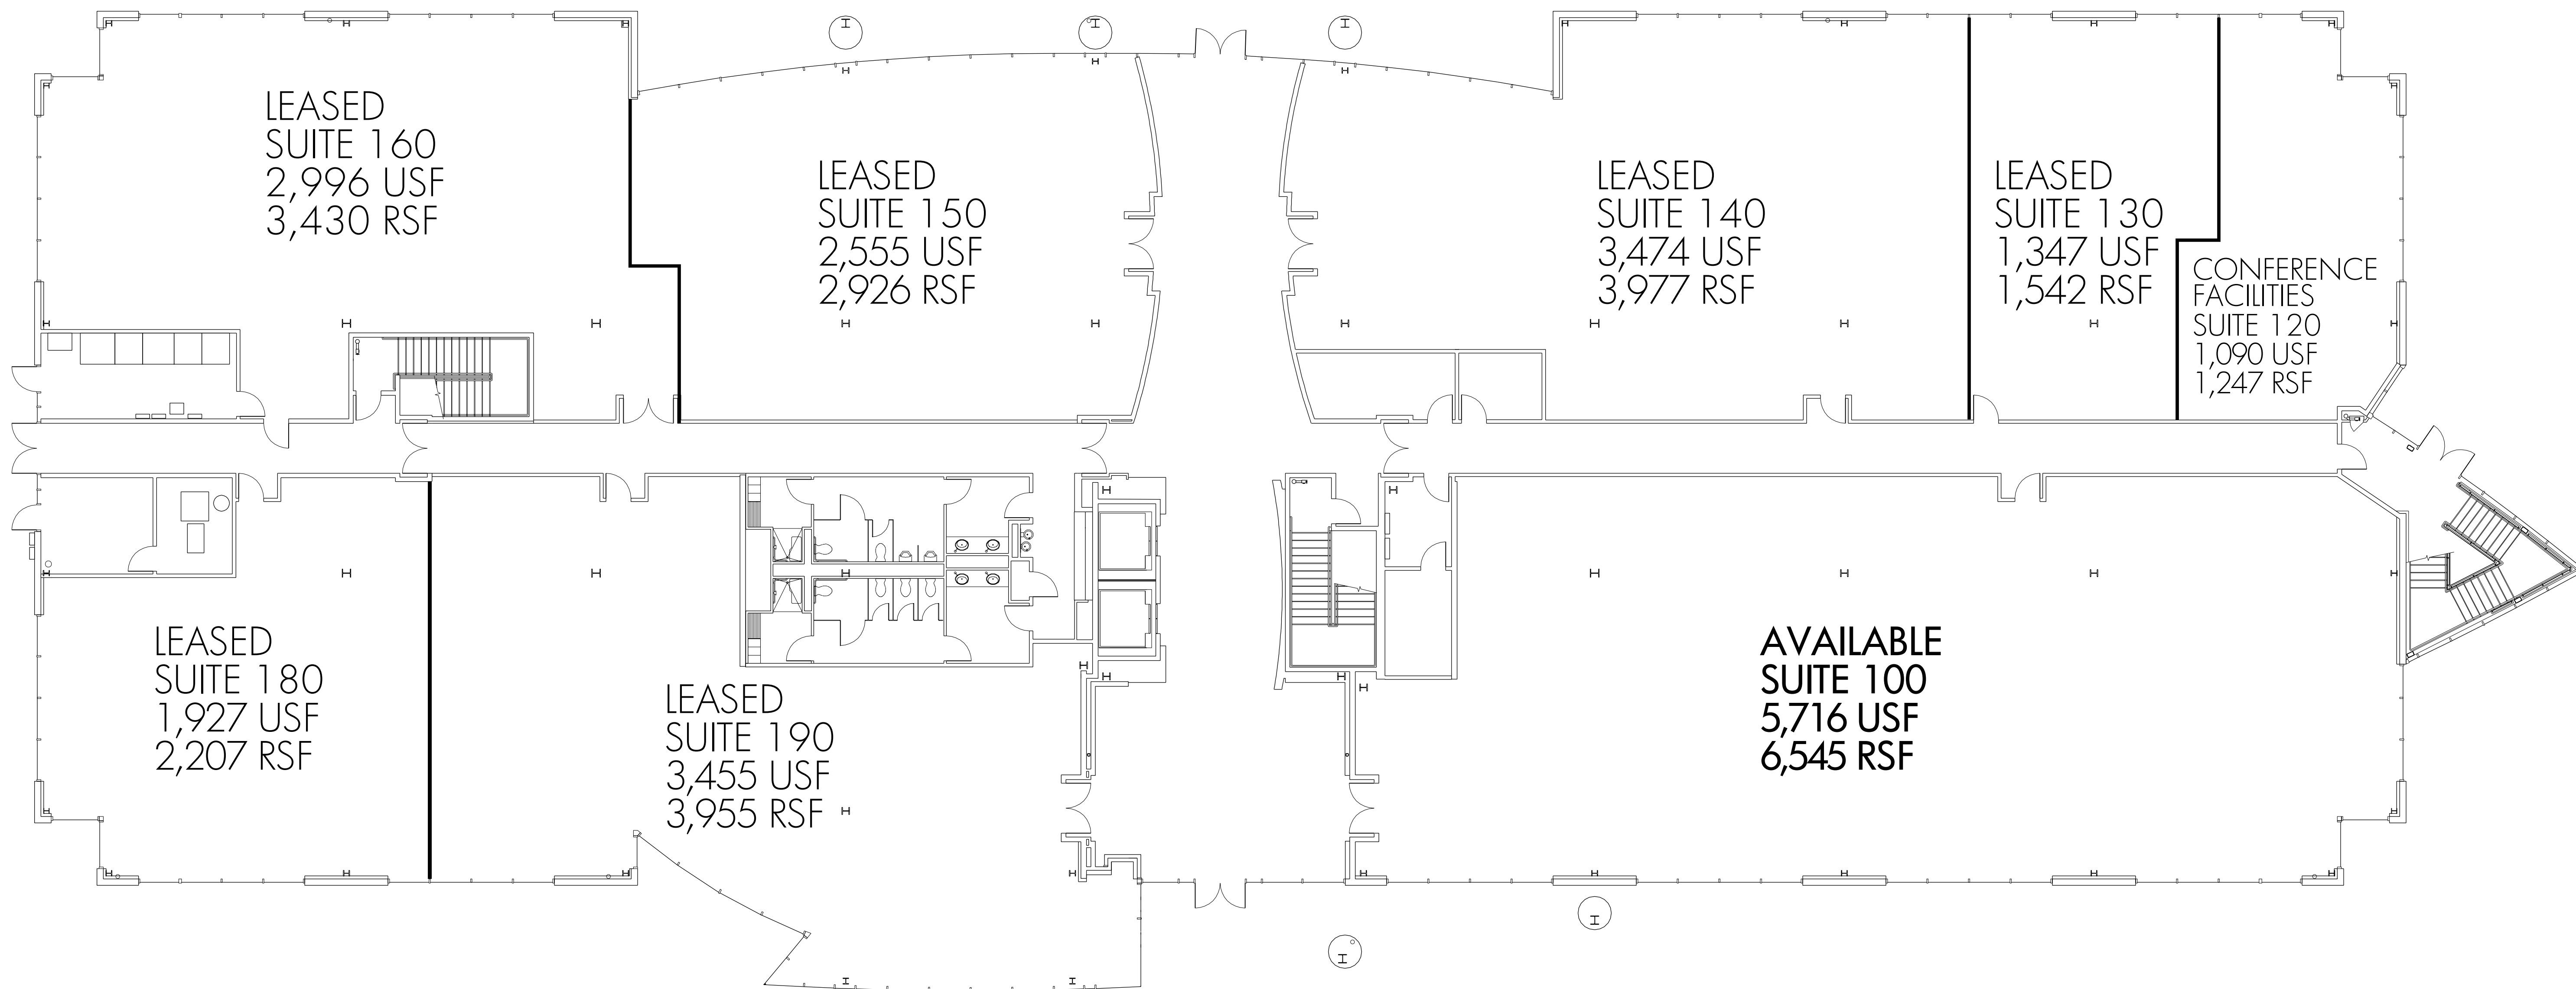 LEASED
SUITE 160
2,996 USF
3,430 RSF
LEASED
SUITE 150
2,555 USF
2,926 RSF
LEASED
SUITE 140
3,474 USF
3,977 RSF
LEASED
SUITE 130
1,347 USF
1,542 RSF
CONFERENCE
FACILITIES
SUITE 120
1,090 USF
1,247 RSF
LEASED
SUITE 180
1,927 USF
2,207 RSF
LEASED
SUITE 190
3,455 USF
3,955 RSF
AVAILABLE
SUITE 100
5,716 USF
6,545 RSF